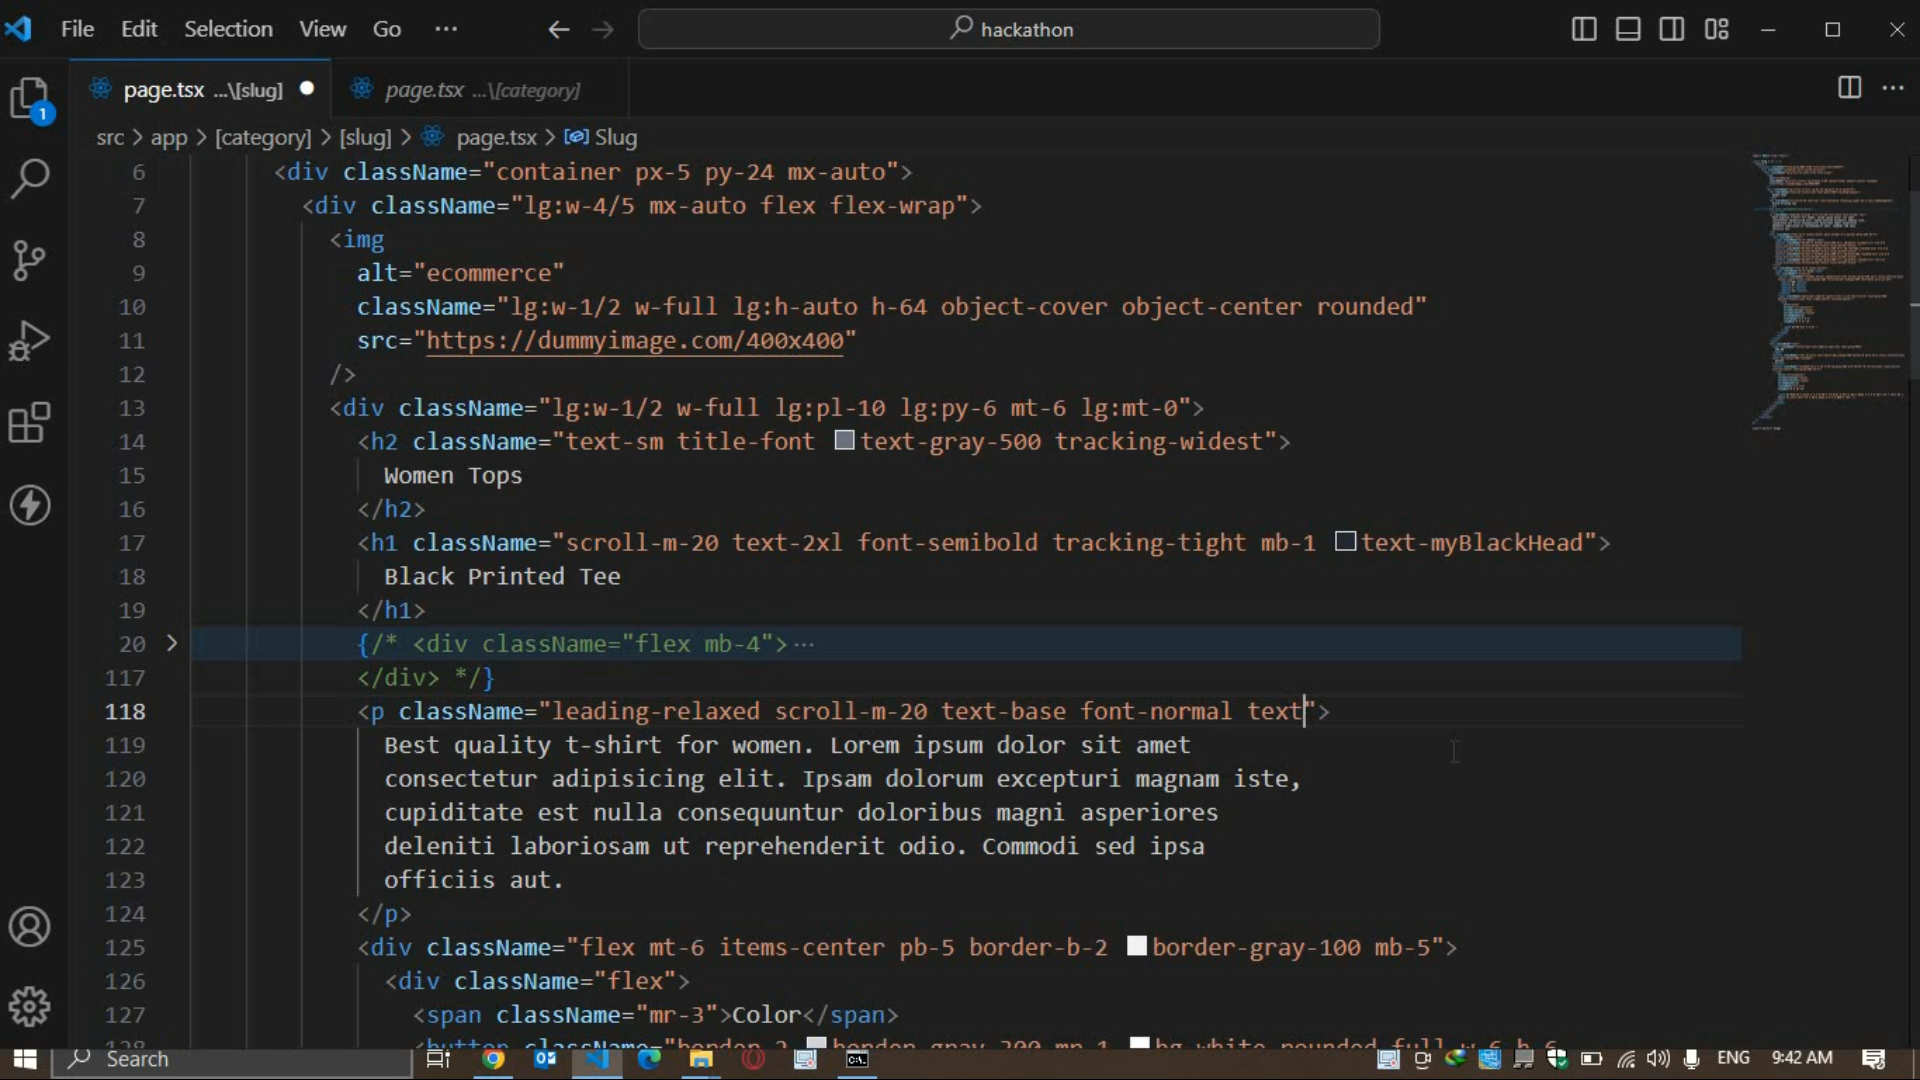 File Edit Selection View Go ··· hackathon
page.tsx ...\[slug] page.tsx ...\[category]
1
src > app > [category] > [slug] > page.tsx > Slug
6 <div className="container px-5 py-24 mx-auto">
7 <div className="lg:w-4/5 mx-auto flex flex-wrap">
8 <img
9 alt="ecommerce"
10 className="lg:w-1/2 w-full lg:h-auto h-64 object-cover object-center rounded"
11 src="https://dummyimage.com/400x400"
12 />
13 <div className="lg:w-1/2 w-full lg:pl-10 lg:py-6 mt-6 lg:mt-0">
14 <h2 className="text-sm title-font text-gray-500 tracking-widest">
15 Women Tops
16 </h2>
17 <h1 className="scroll-m-20 text-2xl font-semibold tracking-tight mb-1 text-myBlackHead">
18 Black Printed Tee
19 </h1>
20 {/* <div className="flex mb-4">···
117 </div> */}
118 <p className="leading-relaxed scroll-m-20 text-base font-normal text">
119 Best quality t-shirt for women. Lorem ipsum dolor sit amet
120 consectetur adipisicing elit. Ipsam dolorum excepturi magnam iste,
121 cupiditate est nulla consequuntur doloribus magni asperiores
122 deleniti laboriosam ut reprehenderit odio. Commodi sed ipsa
123 officiis aut.
124 </p>
125 <div className="flex mt-6 items-center pb-5 border-b-2 border-gray-100 mb-5">
126 <div className="flex">
127 <span className="mr-3">Color</span>
Search ENG 9:42 AM